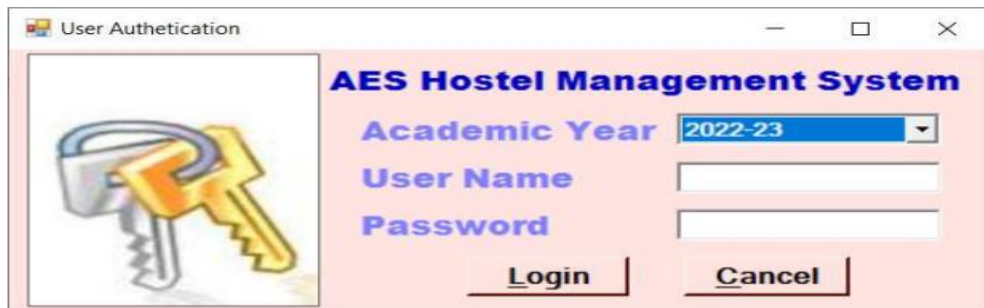 User Authetication
AES Hostel Management System
Academic Year 2022-23
User Name
Password
Login Cancel